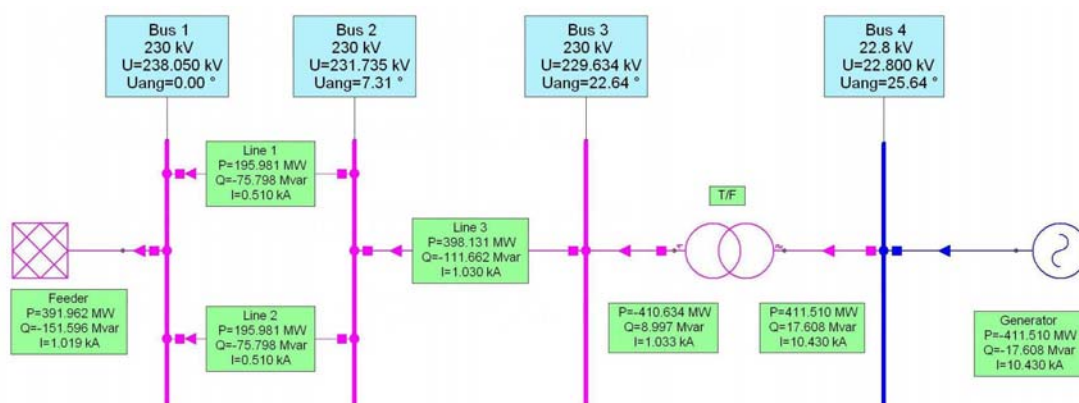 Bus 1
230 kV
U=238.050 kV
Uang=0.00 °
Bus 2
230 kV
U=231.735 kV
Uang=7.31 °
Bus 3
230 kV
U=229.634 kV
Uang=22.64 °
Bus 4
22.8 kV
U=22.800 kV
Uang=25.64 °
Line 1
P=195.981 MW
Q=-75.798 Mvar
I=0.510 kA
T/F
Line 3
P=398.131 MW
Q=-111.662 Mvar
I=1.030 kA
Feeder
P=391.962 MW
Q=-151.596 Mvar
I=1.019 kA
Line 2
P=195.981 MW
Q=-75.798 Mvar
I=0.510 kA
P=-410.634 MW
Q=8.997 Mvar
I=1.033 kA
P=411.510 MW
Q=17.608 Mvar
I=10.430 kA
Generator
P=-411.510 MW
Q=-17.608 Mvar
I=10.430 kA